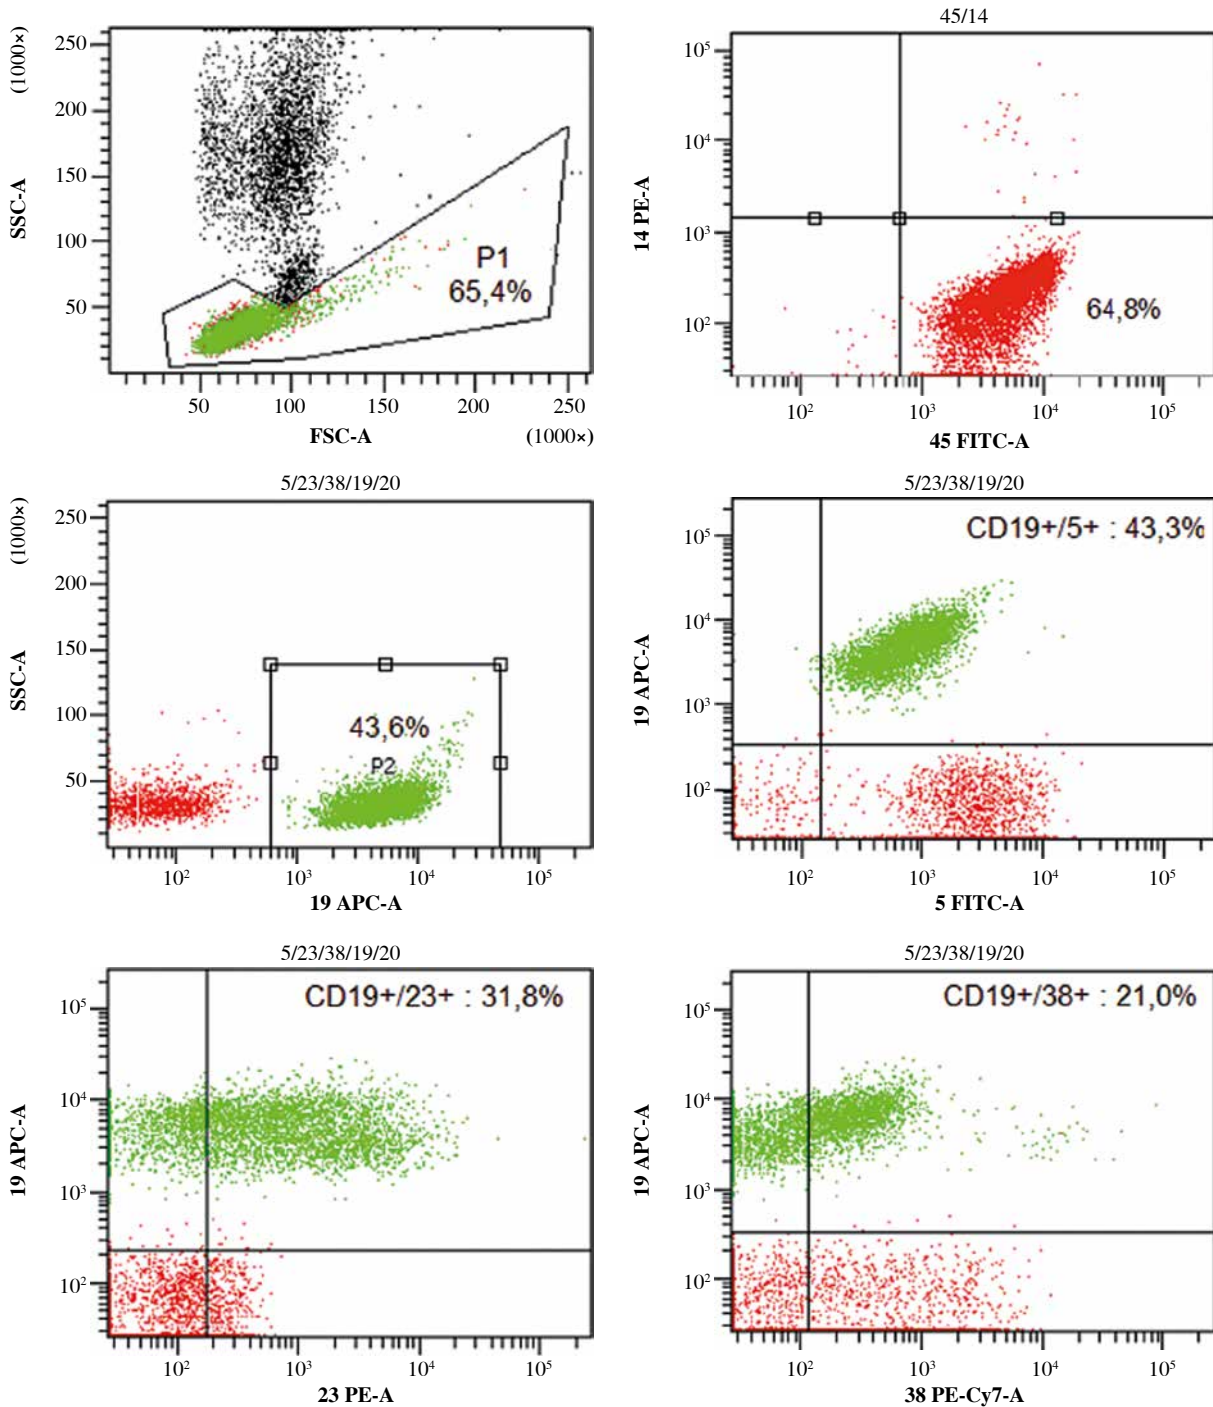 (1000×)
SSC-A
250
200
150
100
50
P1
65,4%
50 100 150 200 250
FSC-A (1000×)
45/14
14 PE-A
10⁵
10⁴
10³
10²
64,8%
10² 10³ 10⁴ 10⁵
45 FITC-A
5/23/38/19/20
(1000×)
SSC-A
250
200
150
100
50
43,6%
P2
10² 10³ 10⁴ 10⁵
19 APC-A
5/23/38/19/20
19 APC-A
CD19+/5+ : 43,3%
10⁵
10⁴
10³
10²
10² 10³ 10⁴ 10⁵
5 FITC-A
5/23/38/19/20
19 APC-A
CD19+/23+ : 31,8%
10⁵
10⁴
10³
10²
10² 10³ 10⁴ 10⁵
23 PE-A
5/23/38/19/20
19 APC-A
CD19+/38+ : 21,0%
10⁵
10⁴
10³
10²
10² 10³ 10⁴ 10⁵
38 PE-Cy7-A